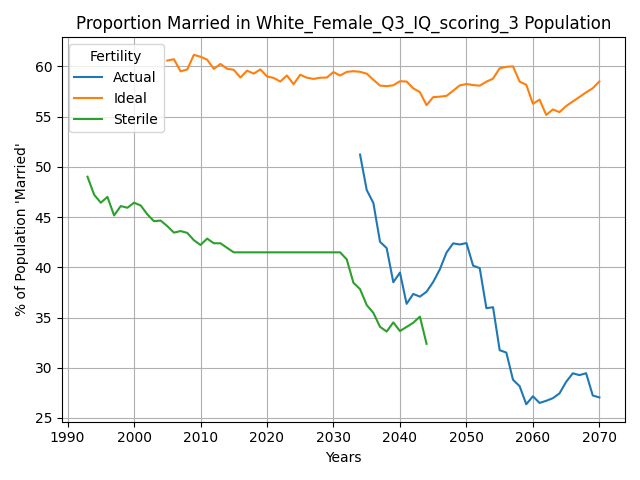 Proportion Married in White_Female_Q3_IQ_scoring_3 Population
% of Population 'Married'
60
55
50
45
40
35
30
25
Fertility
Actual
Ideal
Sterile
1990 2000 2010 2020 2030 2040 2050 2060 2070
Years